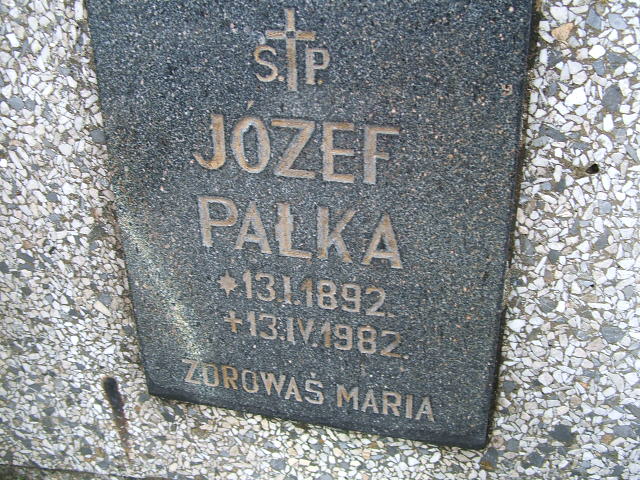 Ś.P.
JÓZEF
PAŁKA
*13.I.1892.
+13.IV.1982.
ZDROWAŚ MARIA